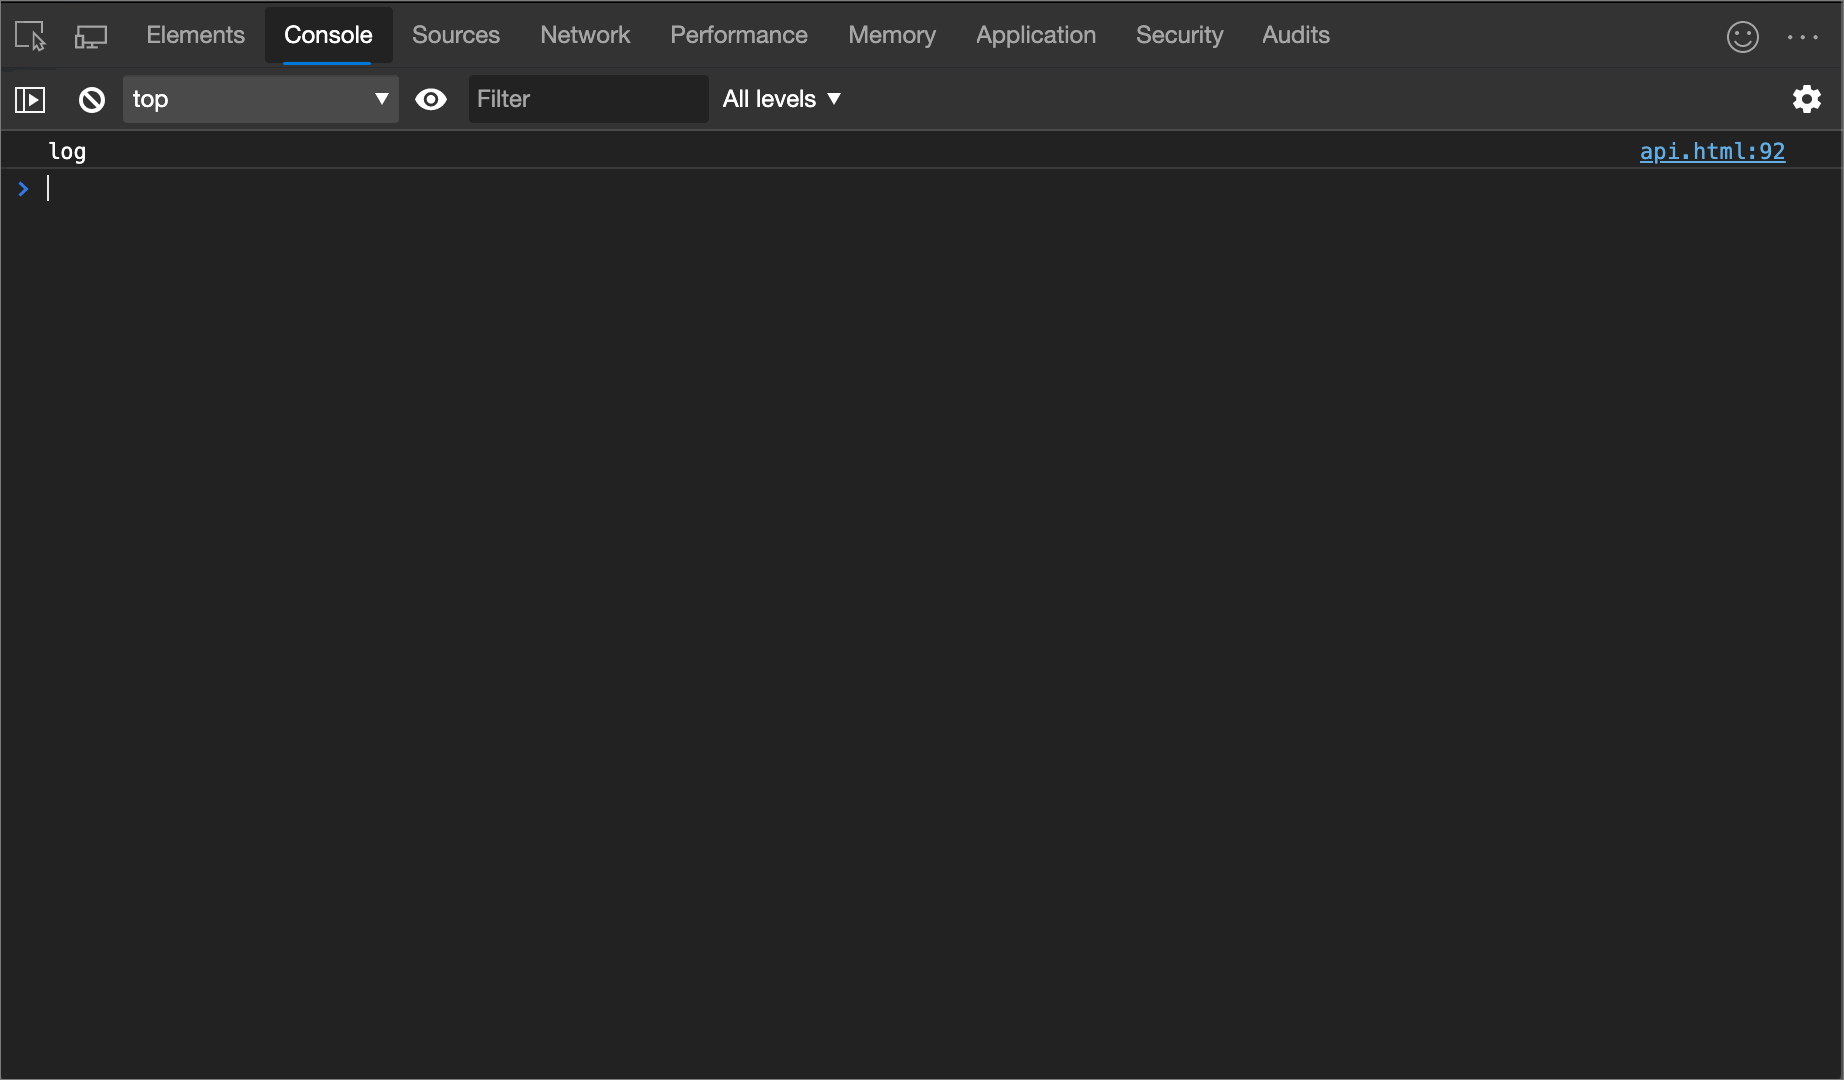 Elements Console Sources Network Performance Memory Application Security Audits
top Filter All levels
log api.html:92